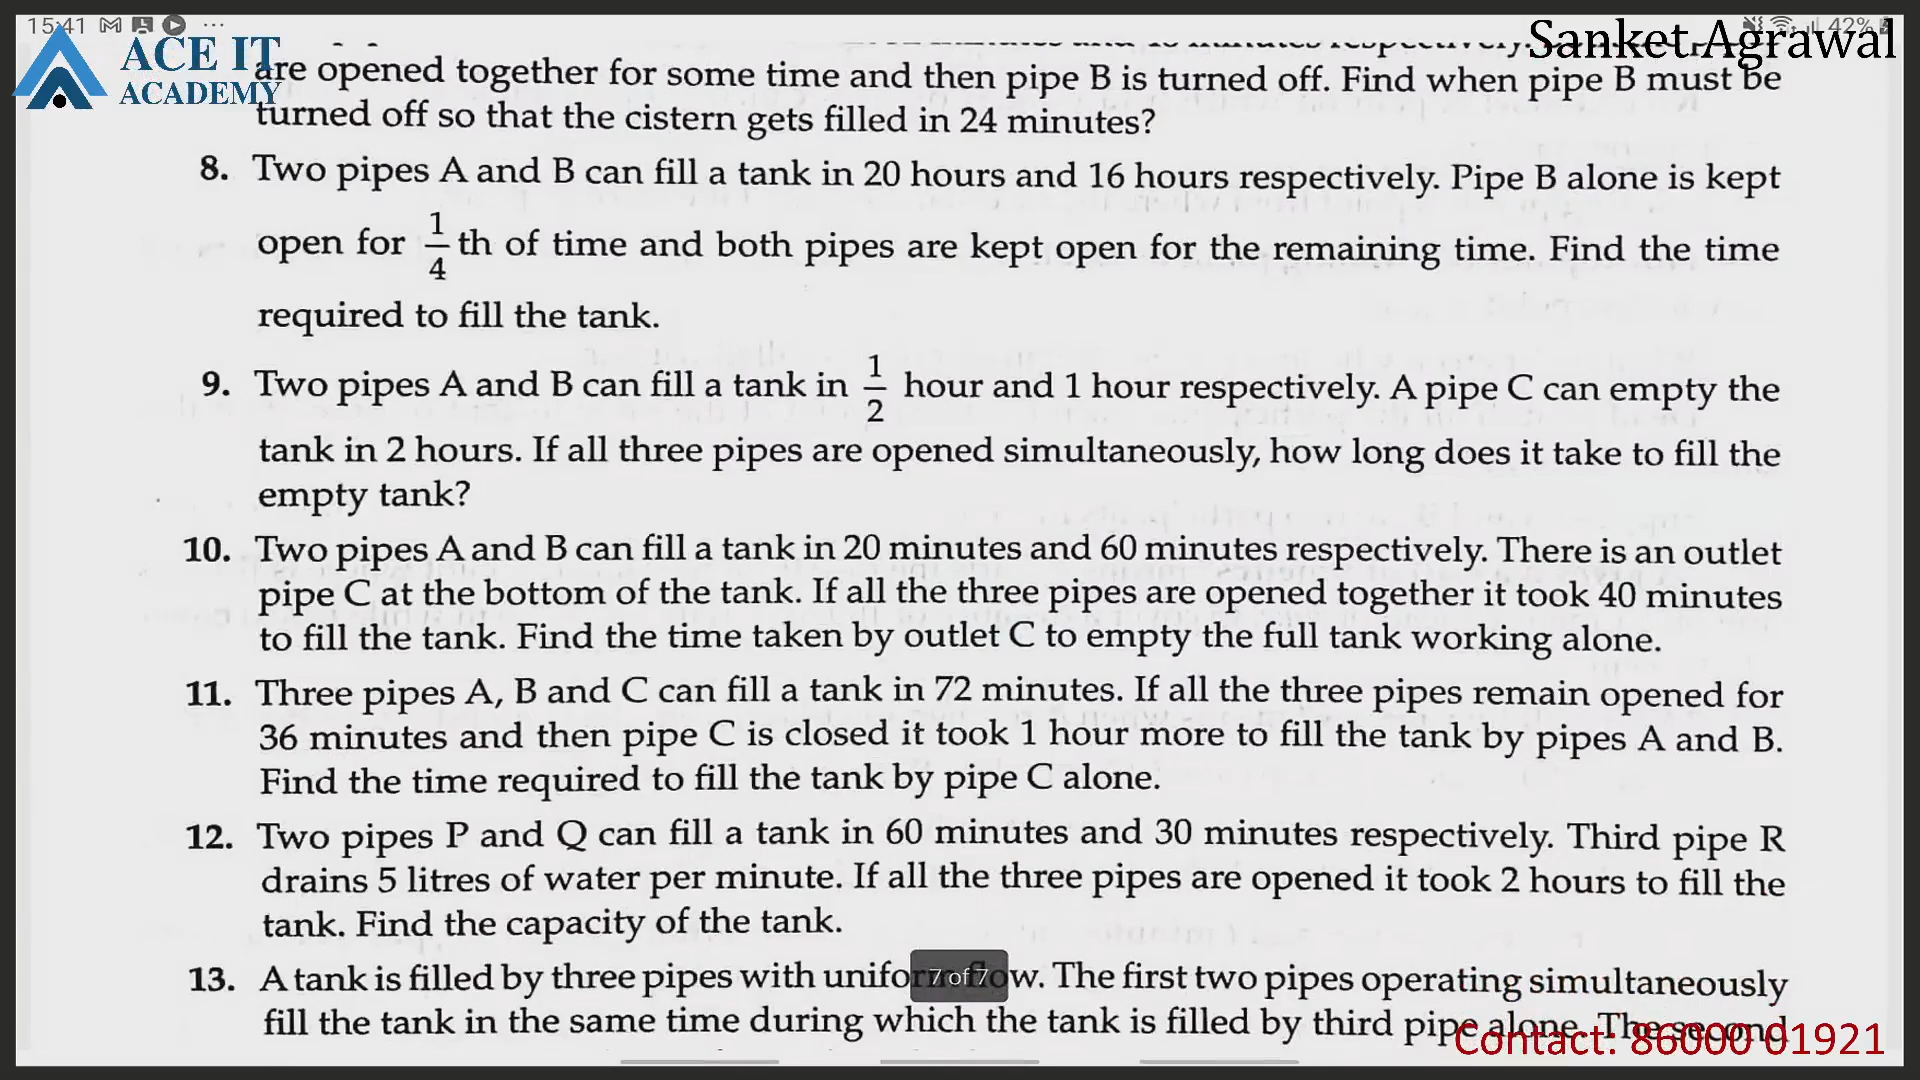 15:41
42%
Sanket Agrawal
ACE IT
ACADEMY
are opened together for some time and then pipe B is turned off. Find when pipe B must be
turned off so that the cistern gets filled in 24 minutes?
8. Two pipes A and B can fill a tank in 20 hours and 16 hours respectively. Pipe B alone is kept
open for 1/4 th of time and both pipes are kept open for the remaining time. Find the time
required to fill the tank.
9. Two pipes A and B can fill a tank in 1/2 hour and 1 hour respectively. A pipe C can empty the
tank in 2 hours. If all three pipes are opened simultaneously, how long does it take to fill the
empty tank?
10. Two pipes A and B can fill a tank in 20 minutes and 60 minutes respectively. There is an outlet
pipe C at the bottom of the tank. If all the three pipes are opened together it took 40 minutes
to fill the tank. Find the time taken by outlet C to empty the full tank working alone.
11. Three pipes A, B and C can fill a tank in 72 minutes. If all the three pipes remain opened for
36 minutes and then pipe C is closed it took 1 hour more to fill the tank by pipes A and B.
Find the time required to fill the tank by pipe C alone.
12. Two pipes P and Q can fill a tank in 60 minutes and 30 minutes respectively. Third pipe R
drains 5 litres of water per minute. If all the three pipes are opened it took 2 hours to fill the
tank. Find the capacity of the tank.
13. A tank is filled by three pipes with uniform flow. The first two pipes operating simultaneously
7 of 7
fill the tank in the same time during which the tank is filled by third pipe alone. The second
Contact: 86000 01921